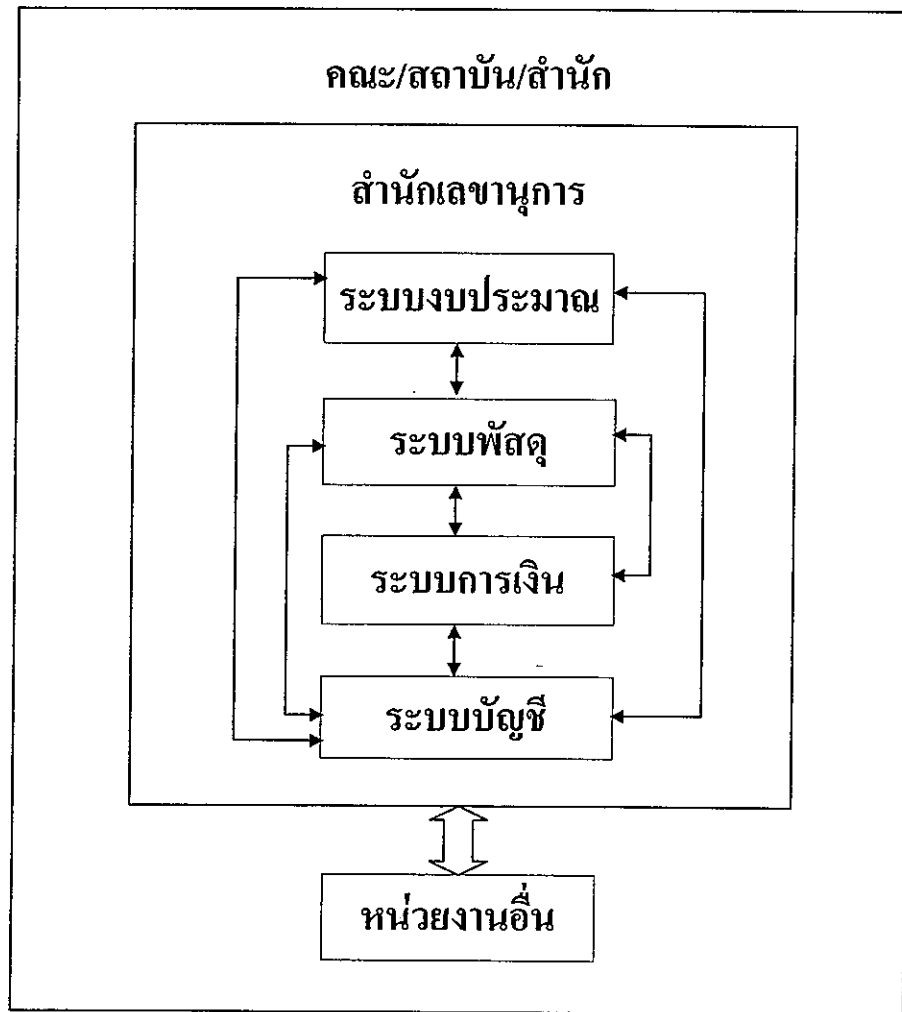 คณะ/สถาบัน/สำนัก
สำนักเลขานุการ
ระบบงบประมาณ
ระบบพัสดุ
ระบบการเงิน
ระบบบัญชี
หน่วยงานอื่น